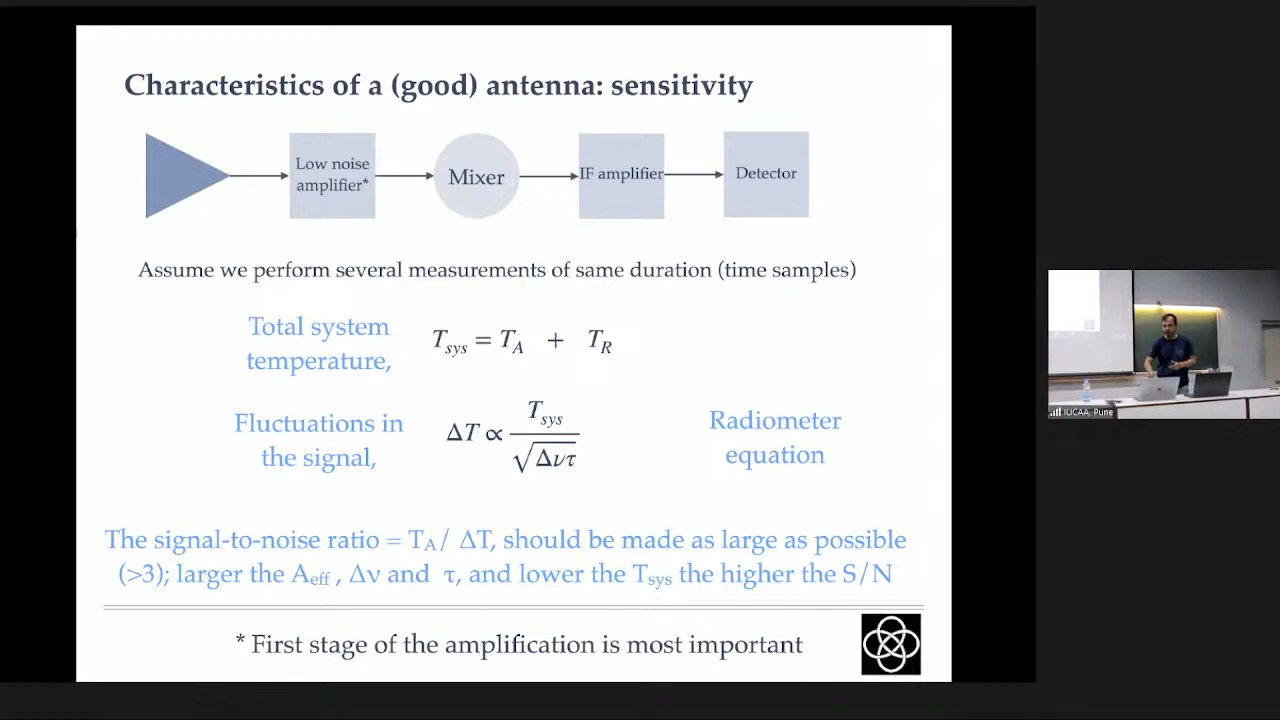 Characteristics of a (good) antenna: sensitivity
Low noise
amplifier*
Mixer
IF amplifier
Detector
Assume we perform several measurements of same duration (time samples)
Total system
temperature,
T_sys = T_A + T_R
Fluctuations in
the signal,
ΔT ∝ T_sys / √Δντ
Radiometer
equation
The signal-to-noise ratio = T_A/ ΔT, should be made as large as possible
(>3); larger the A_eff , Δν and τ, and lower the T_sys the higher the S/N
* First stage of the amplification is most important
IUCAA, Pune